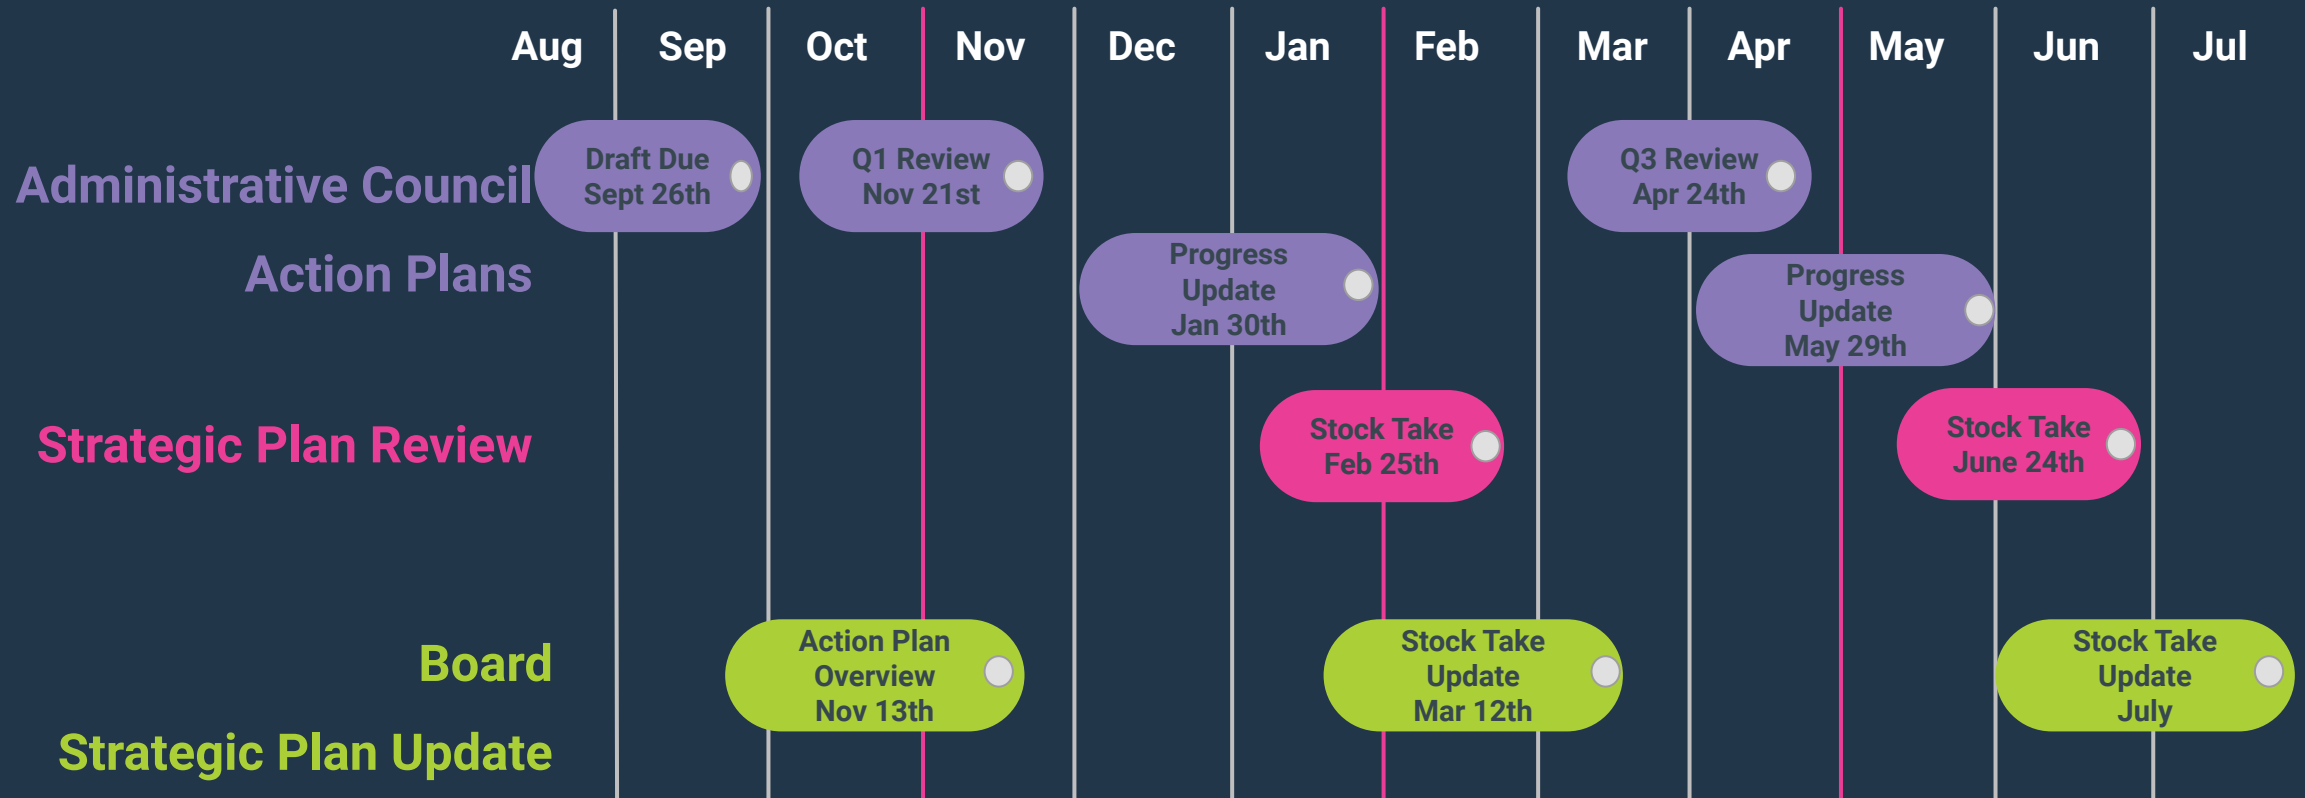 Aug Sep Oct Nov Dec Jan Feb Mar Apr May Jun Jul
Administrative Council
Action Plans
Draft Due
Sept 26th
Q1 Review
Nov 21st
Progress
Update
Jan 30th
Q3 Review
Apr 24th
Progress
Update
May 29th
Strategic Plan Review
Stock Take
Feb 25th
Stock Take
June 24th
Board
Strategic Plan Update
Action Plan
Overview
Nov 13th
Stock Take
Update
Mar 12th
Stock Take
Update
July